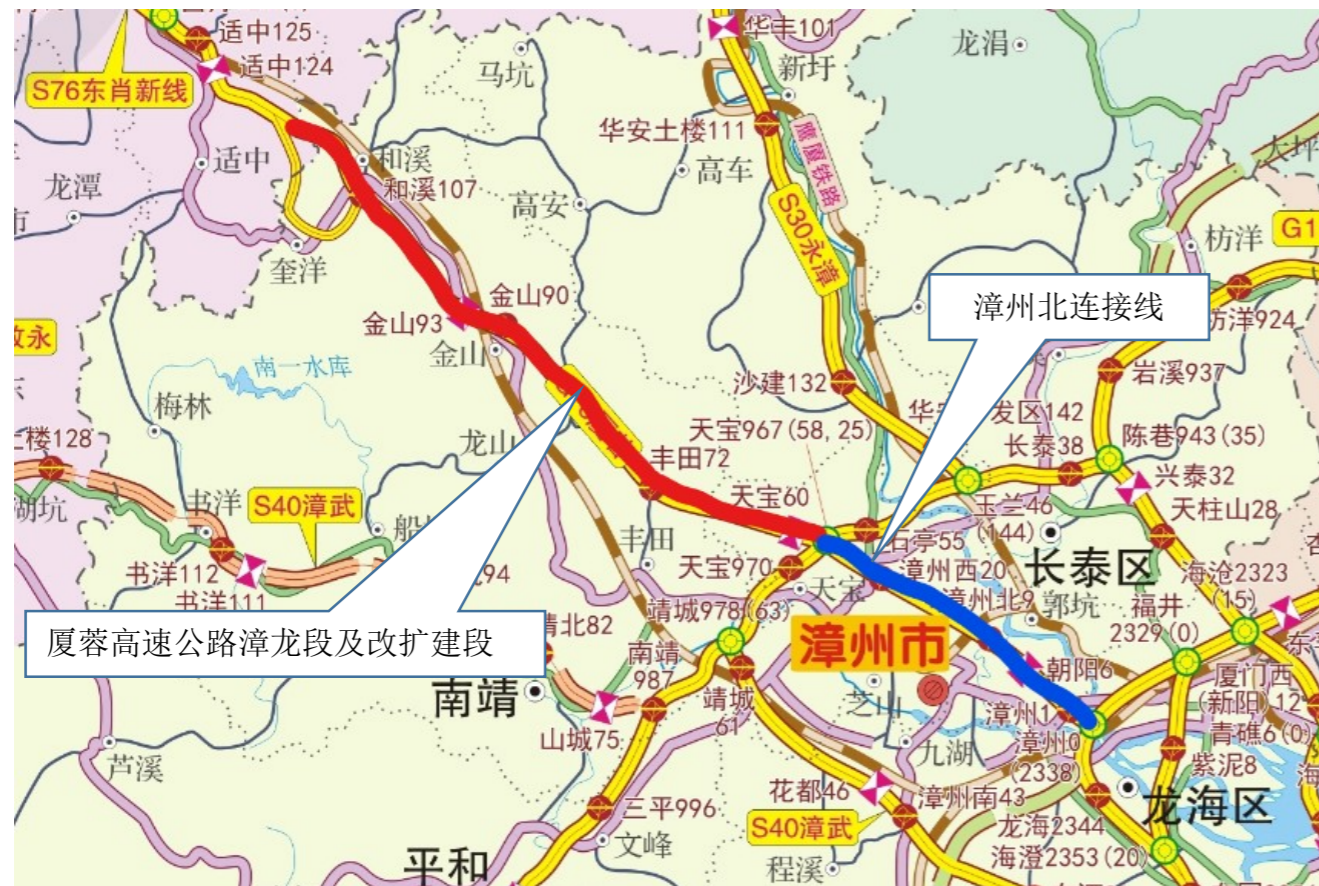 适中125
华丰101
龙涓
适中124
马坑
新圩
S76东肖新线
华安土楼111
鹰厦铁路
大坪
适中
和溪
高车
龙潭
和溪107
市
高安
S30永漳
枋洋
G1
奎洋
漳州北连接线
金山90
金山93
枋洋924
金山
岩溪937
南一水库
沙建132
梅林
发区142
天宝967(58,25)
长泰38
陈巷943(35)
龙山
丰田72
兴泰32
土楼128
天宝60
书洋
S40漳武
玉兰46
(144)
天柱山28
湖坑
石亭55
丰田
长泰区
书洋112
天宝970
漳州西20
海沧2323
(15)
94
天宝
漳州北9
书洋111
靖城978(63)
郭坑
福井
2329(0)
厦蓉高速公路漳龙段及改扩建段
靖北82
漳州市
南靖
987
朝阳6
厦门西
(新阳)12
南靖
靖城
61
芝山
漳州1
山城75
漳州0
(2338)
青礁6(0)
九湖
芦溪
紫泥8
花都46
漳州南43
龙海区
三平996
S40漳武
龙海2344
文峰
平和
程溪
海澄2353(20)